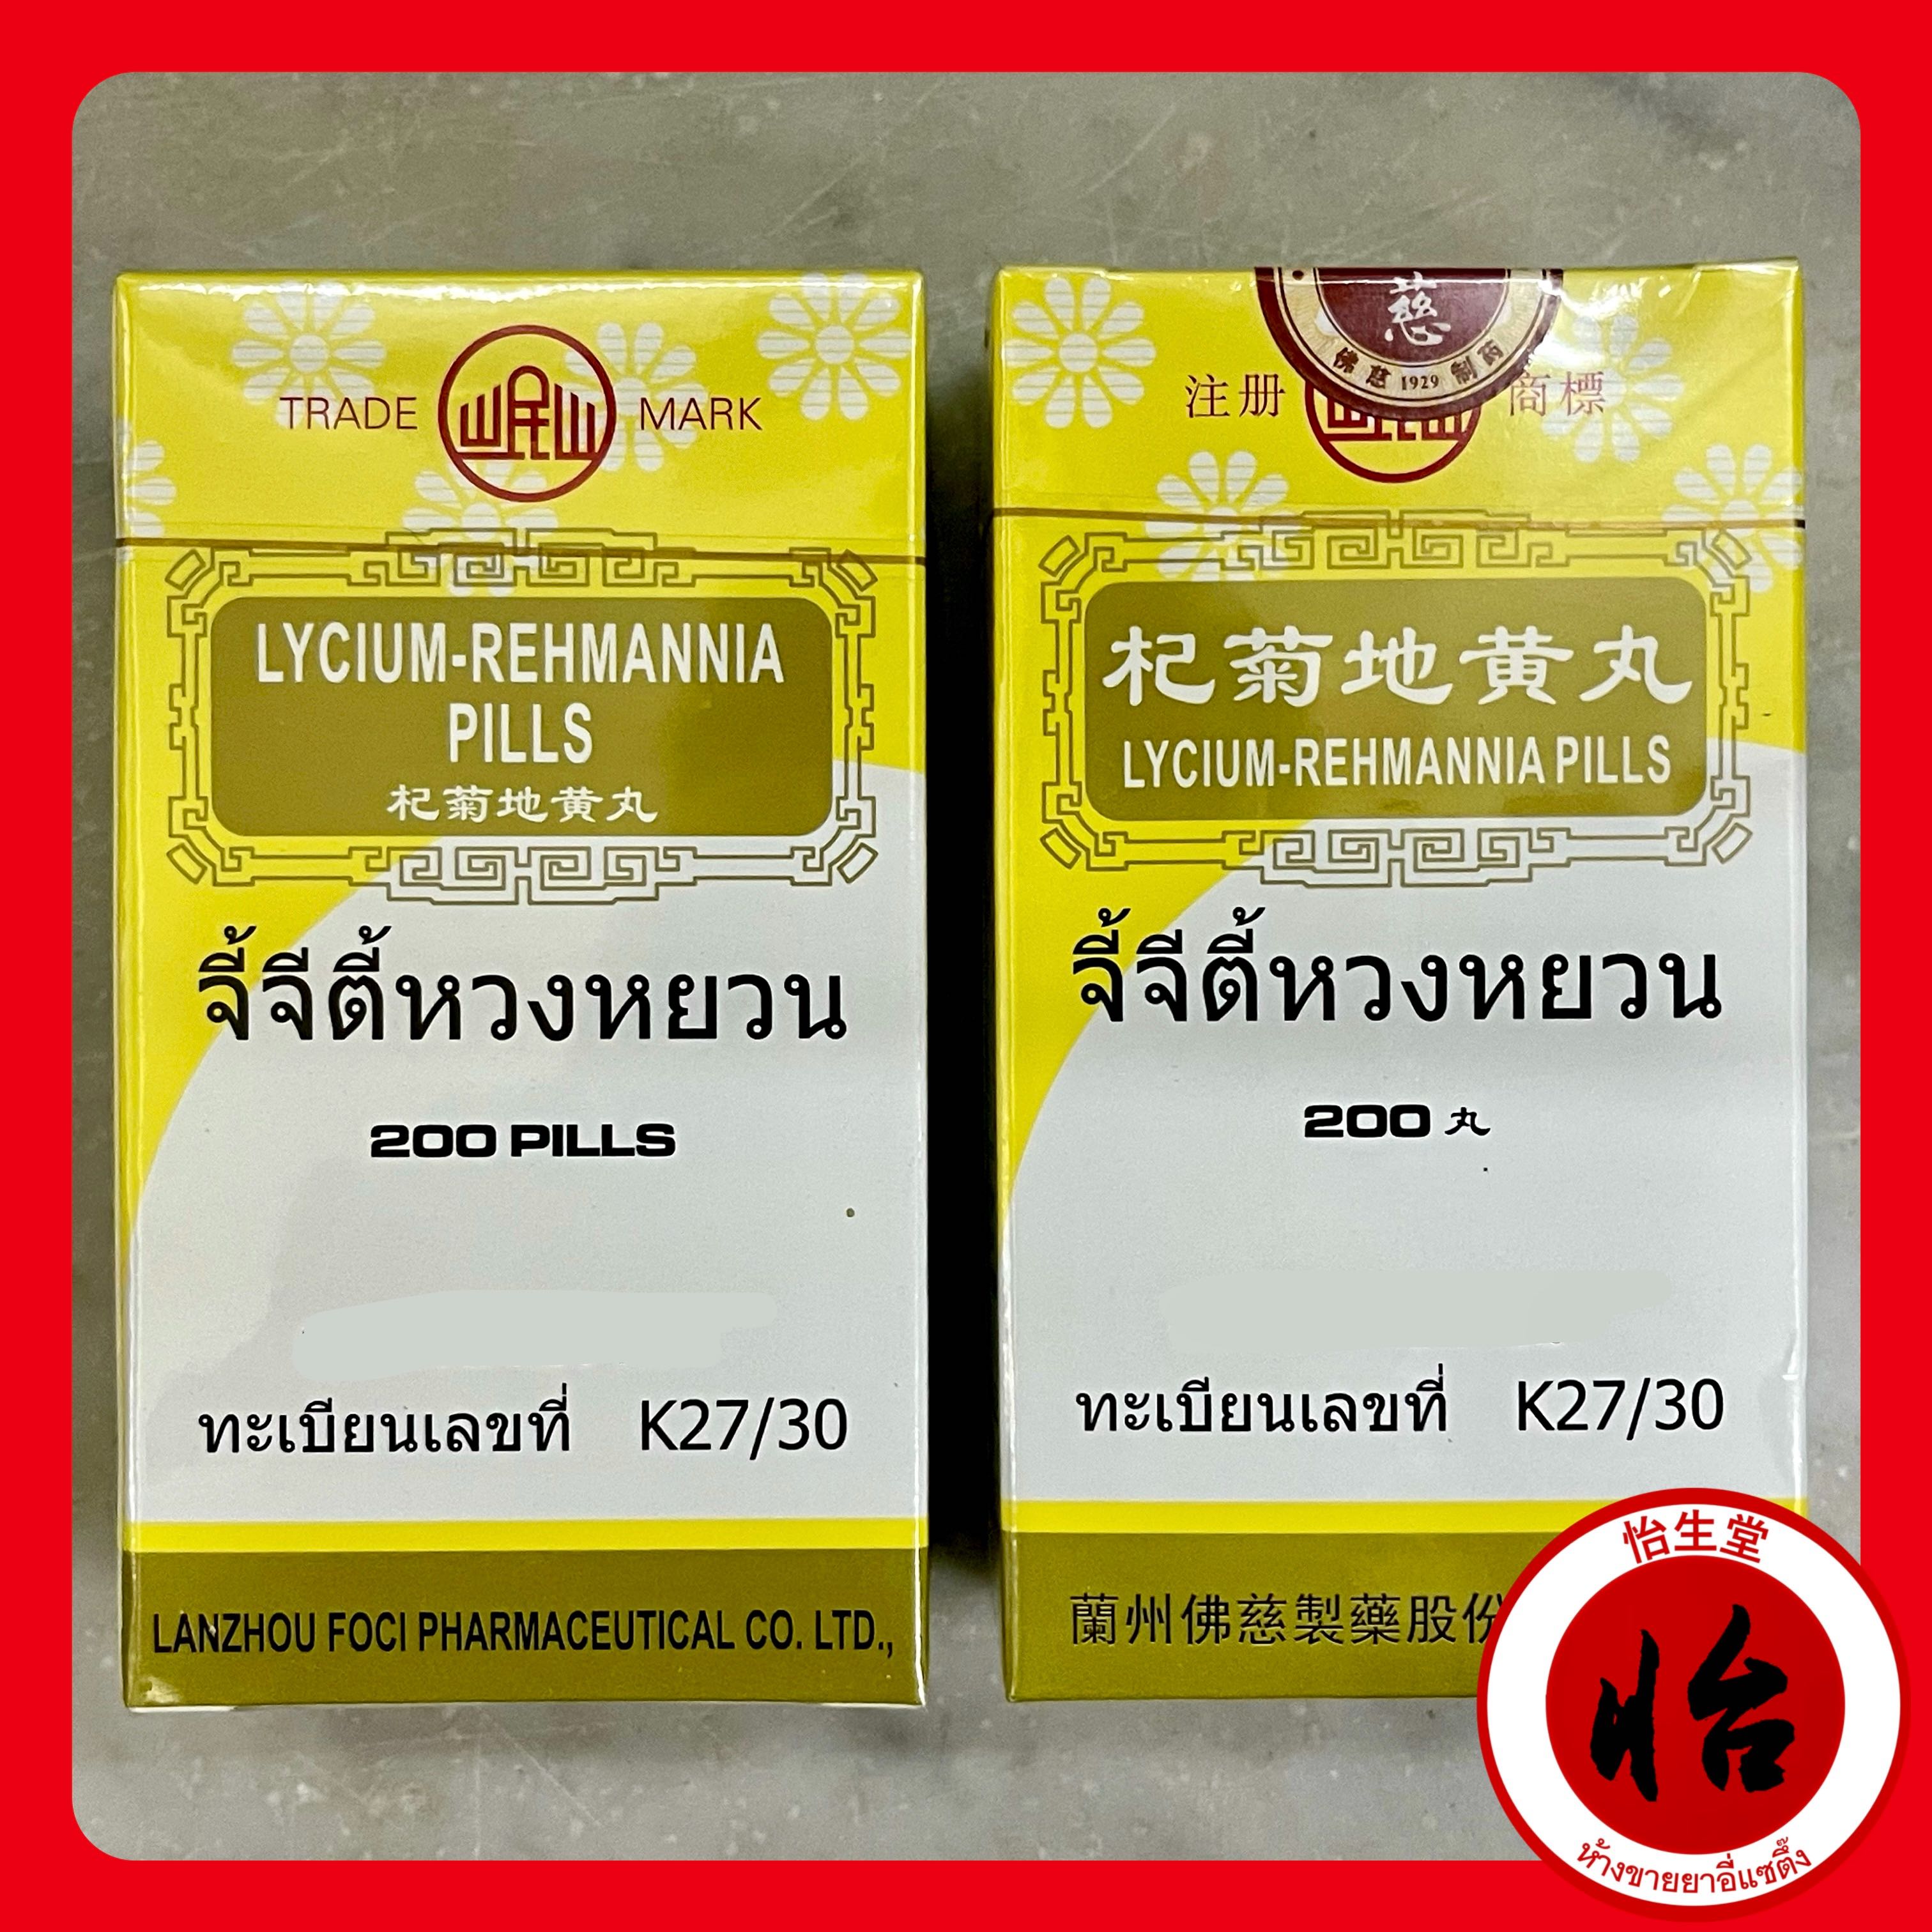 TRADE 岷山 MARK
LYCIUM-REHMANNIA
PILLS
杞菊地黄丸
จี้จีตี้หวงหยวน
200 PILLS
ทะเบียนเลขที่ K27/30
LANZHOU FOCI PHARMACEUTICAL CO. LTD.,
慈
佛慈 1929 制药
注册 商標
杞菊地黄丸
LYCIUM-REHMANNIA PILLS
จี้จีตี้หวงหยวน
200 丸
ทะเบียนเลขที่ K27/30
蘭州佛慈製藥股份
怡生堂
怡
ห้างขายยาอี่แซตึ๊ง